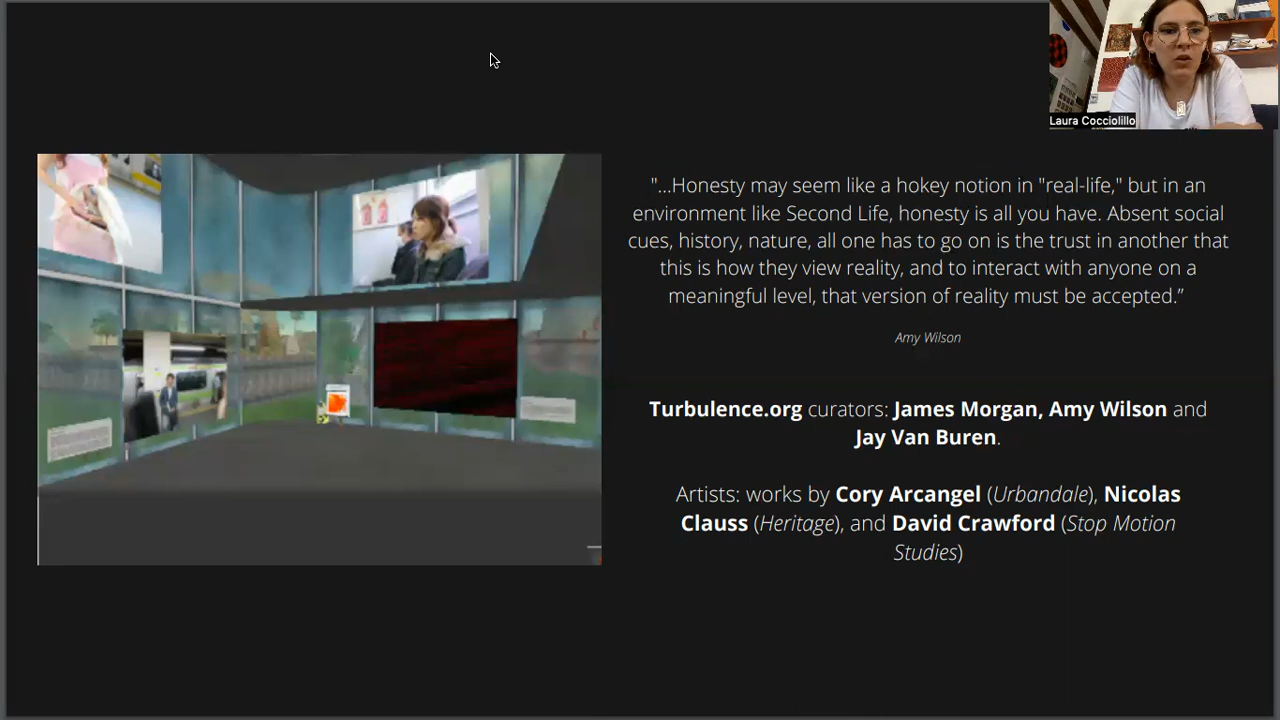 Laura Cocciolillo
"...Honesty may seem like a hokey notion in "real-life," but in an
environment like Second Life, honesty is all you have. Absent social
cues, history, nature, all one has to go on is the trust in another that
this is how they view reality, and to interact with anyone on a
meaningful level, that version of reality must be accepted.”
Amy Wilson
Turbulence.org curators: James Morgan, Amy Wilson and
Jay Van Buren.
Artists: works by Cory Arcangel (Urbandale), Nicolas
Clauss (Heritage), and David Crawford (Stop Motion
Studies)